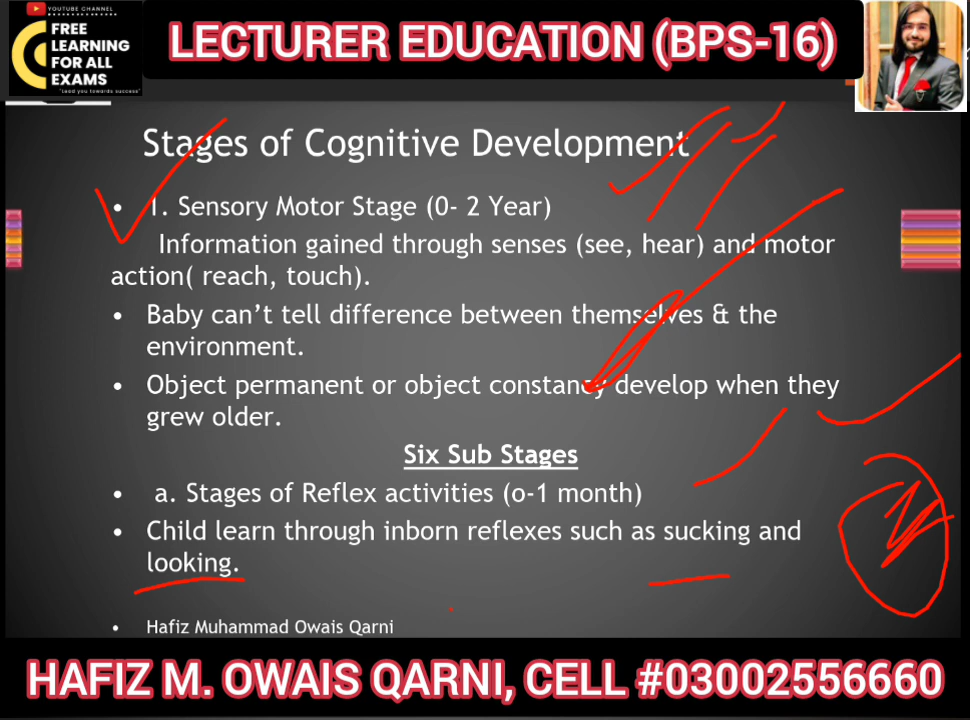 YOUTUBE CHANNEL
FREE
LEARNING
FOR ALL
EXAMS
"Lead you towards success"
LECTURER EDUCATION (BPS-16)
Stages of Cognitive Development
• 1. Sensory Motor Stage (0- 2 Year)
Information gained through senses (see, hear) and motor
action( reach, touch).
• Baby can’t tell difference between themselves & the
environment.
• Object permanent or object constancy develop when they
grew older.
Six Sub Stages
• a. Stages of Reflex activities (o-1 month)
• Child learn through inborn reflexes such as sucking and
looking.
• Hafiz Muhammad Owais Qarni
HAFIZ M. OWAIS QARNI, CELL #03002556660